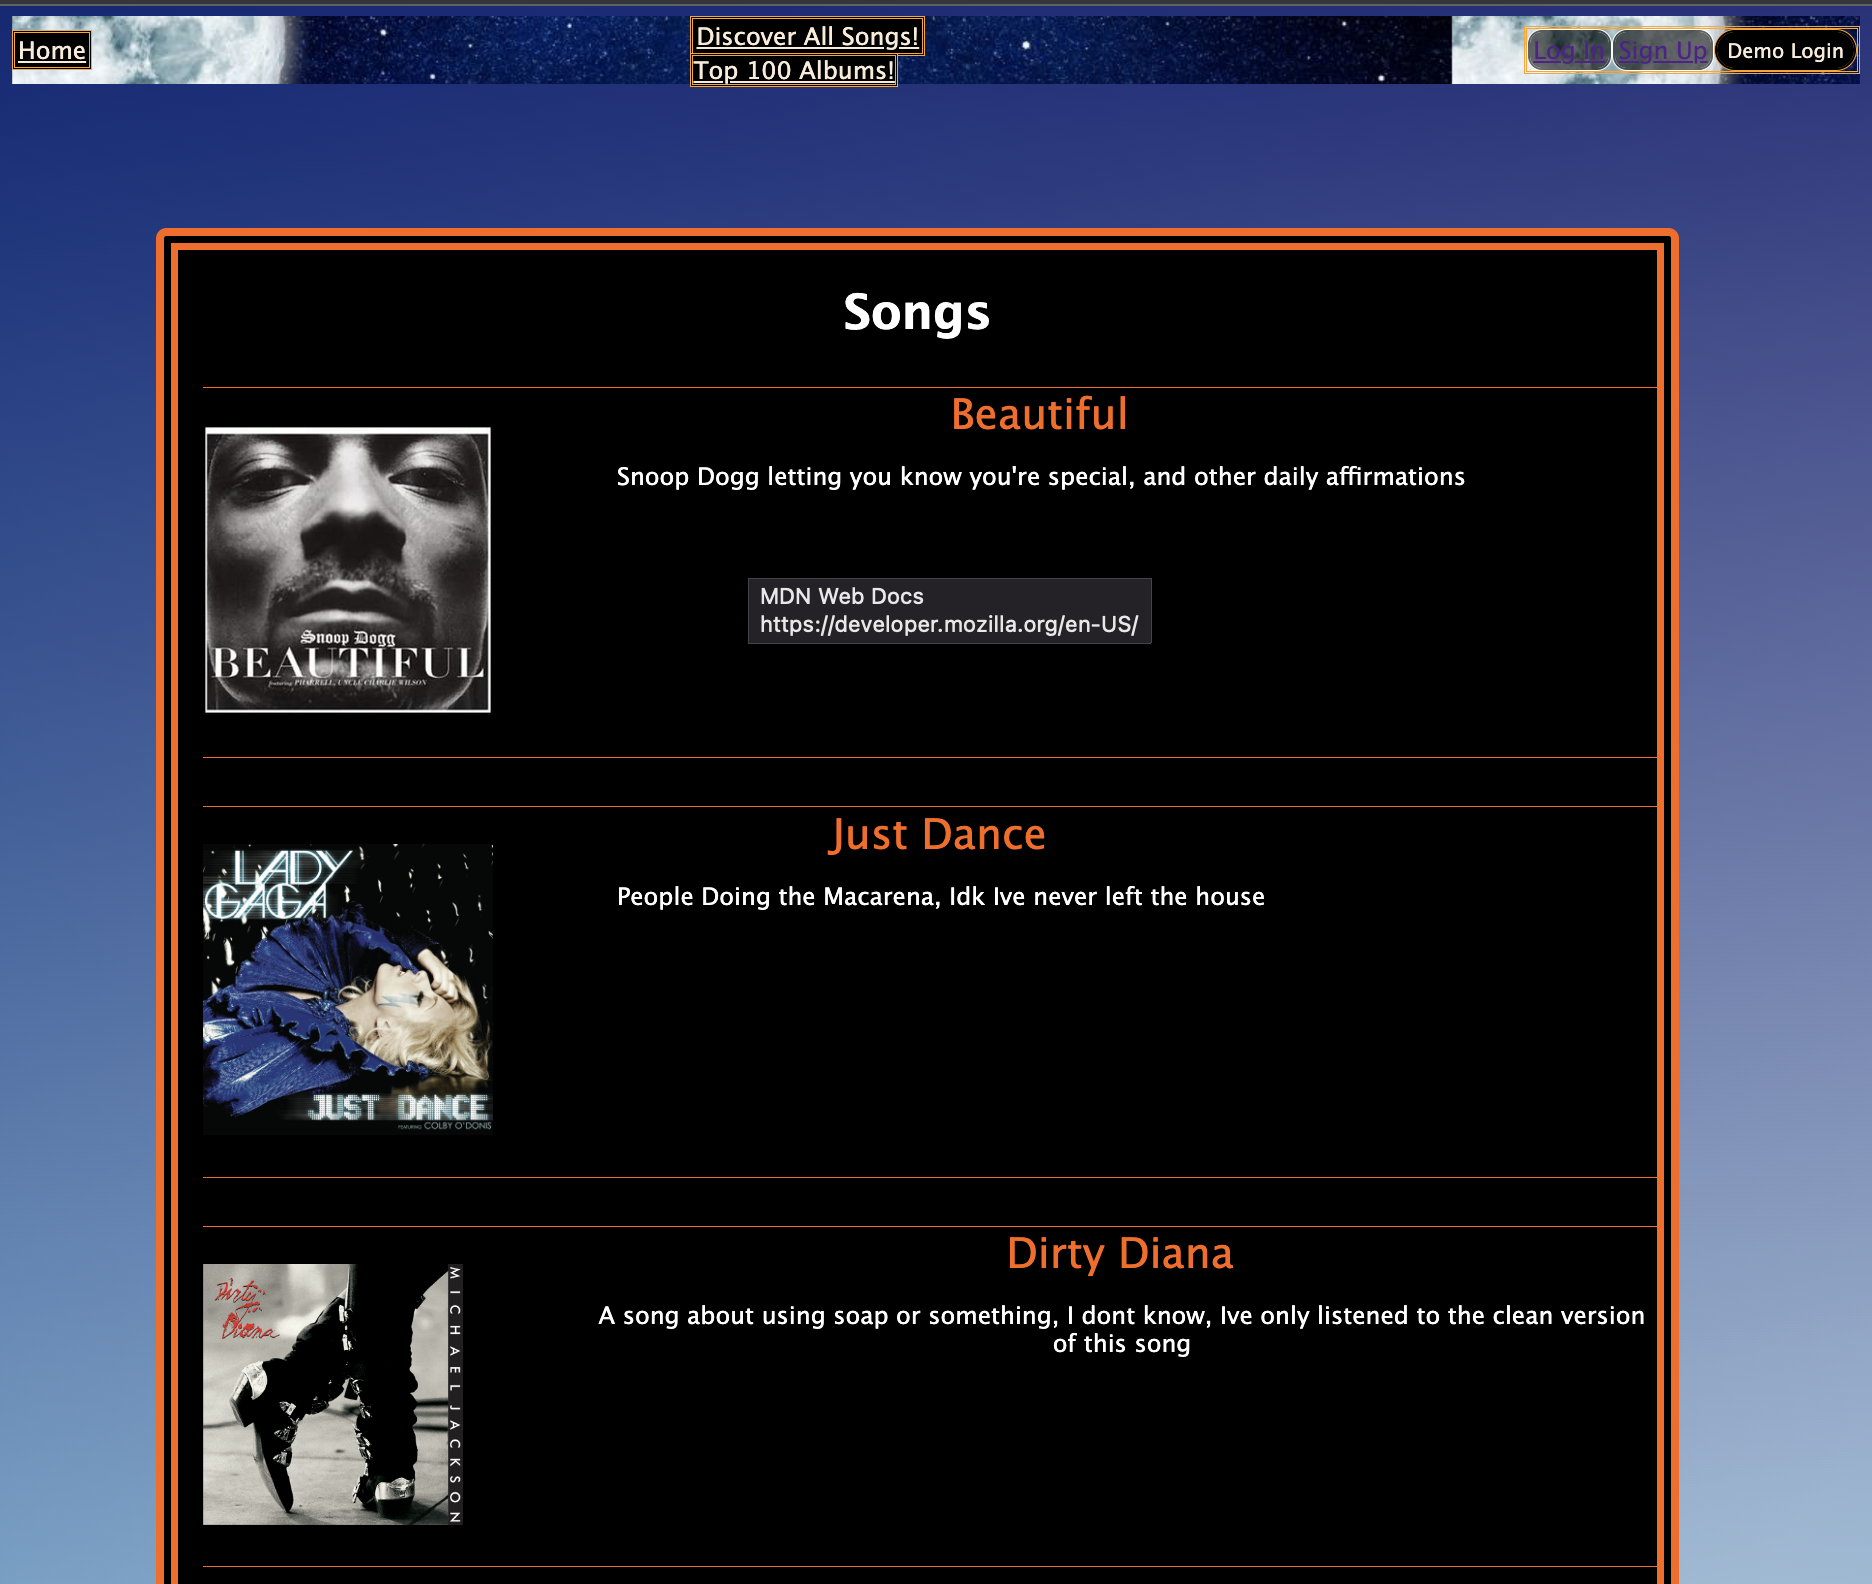 Home
Discover All Songs!
Top 100 Albums!
Log In
Sign Up
Demo Login
Songs
Beautiful
Snoop Dogg letting you know you're special, and other daily affirmations
Snoop Dogg
BEAUTIFUL
featuring PHARRELL, UNCLE CHARLIE WILSON
MDN Web Docs
https://developer.mozilla.org/en-US/
Just Dance
People Doing the Macarena, Idk Ive never left the house
LADY
GAGA
JUST DANCE
FEATURING COLBY O'DONIS
Dirty Diana
A song about using soap or something, I dont know, Ive only listened to the clean version
of this song
Dirty
Diana
MICHAEL JACKSON